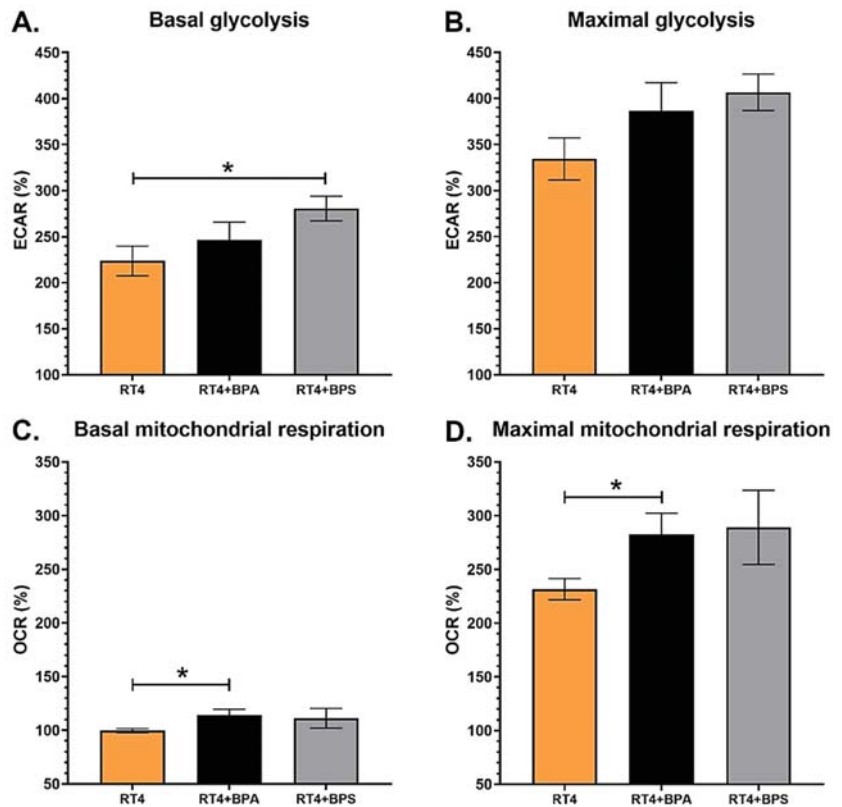 A. Basal glycolysis
450
400
350
300
250
200
150
100
ECAR (%)
*
RT4 RT4+BPA RT4+BPS
B. Maximal glycolysis
450
400
350
300
250
200
150
100
ECAR (%)
RT4 RT4+BPA RT4+BPS
C. Basal mitochondrial respiration
350
300
250
200
150
100
50
OCR (%)
*
RT4 RT4+BPA RT4+BPS
D. Maximal mitochondrial respiration
350
300
250
200
150
100
50
OCR (%)
*
RT4 RT4+BPA RT4+BPS